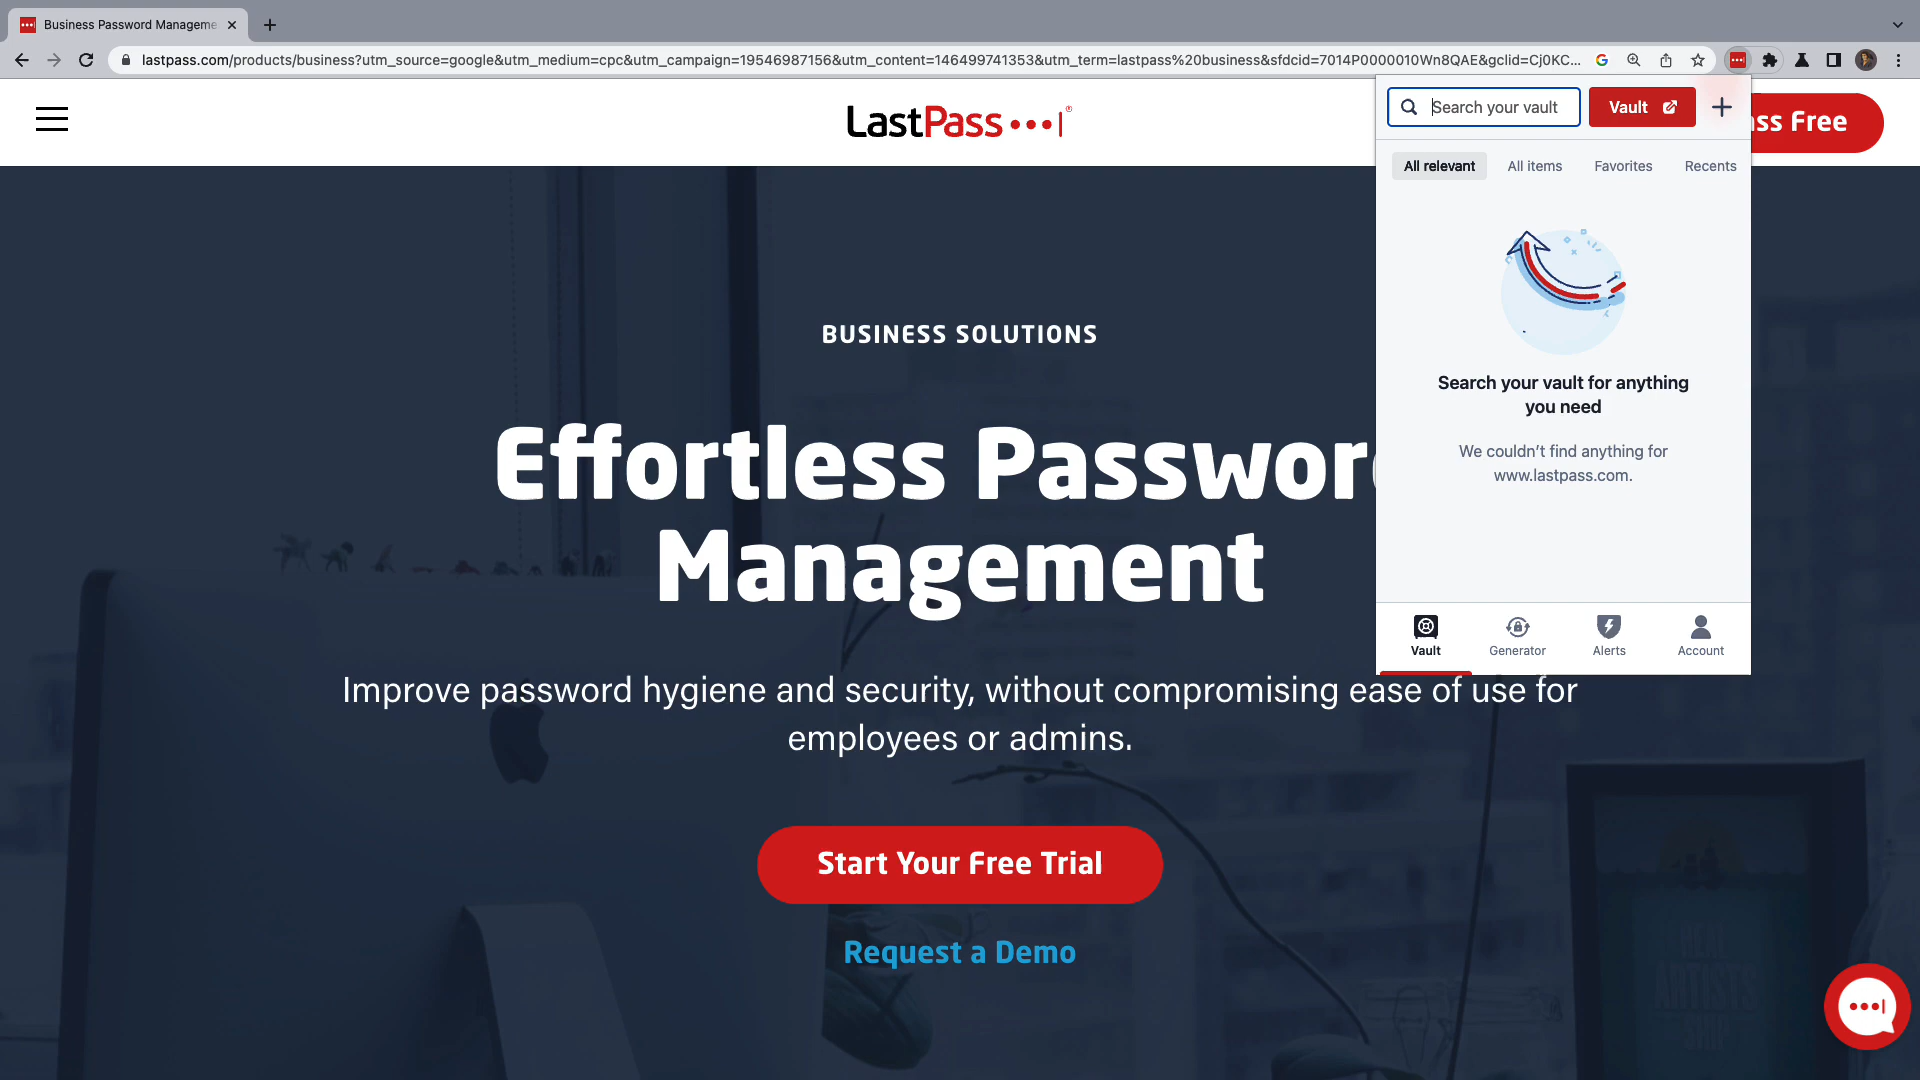 Business Password Manageme
lastpass.com/products/business?utm_source=google&utm_medium=cpc&utm_campaign=19546987156&utm_content=146499741353&utm_term=lastpass%20business&sfdcid=7014P0000010Wn8QAE&gclid=Cj0KC...
LastPass
ass Free
Search your vault
Vault
All relevant
All items
Favorites
Recents
Search your vault for anything
you need
We couldn't find anything for
www.lastpass.com.
Vault
Generator
Alerts
Account
BUSINESS SOLUTIONS
Effortless Password
Management
Improve password hygiene and security, without compromising ease of use for
employees or admins.
Start Your Free Trial
Request a Demo